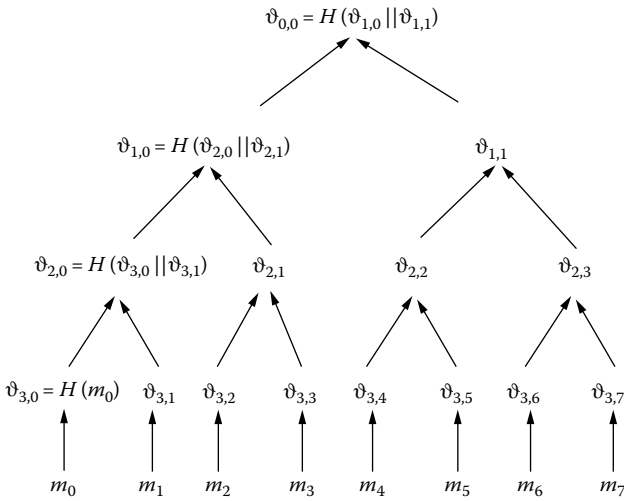 ϑ0,0 = H (ϑ1,0 || ϑ1,1)
ϑ1,0 = H (ϑ2,0 || ϑ2,1) ϑ1,1
ϑ2,0 = H (ϑ3,0 || ϑ3,1) ϑ2,1 ϑ2,2 ϑ2,3
ϑ3,0 = H (m0) ϑ3,1 ϑ3,2 ϑ3,3 ϑ3,4 ϑ3,5 ϑ3,6 ϑ3,7
m0 m1 m2 m3 m4 m5 m6 m7